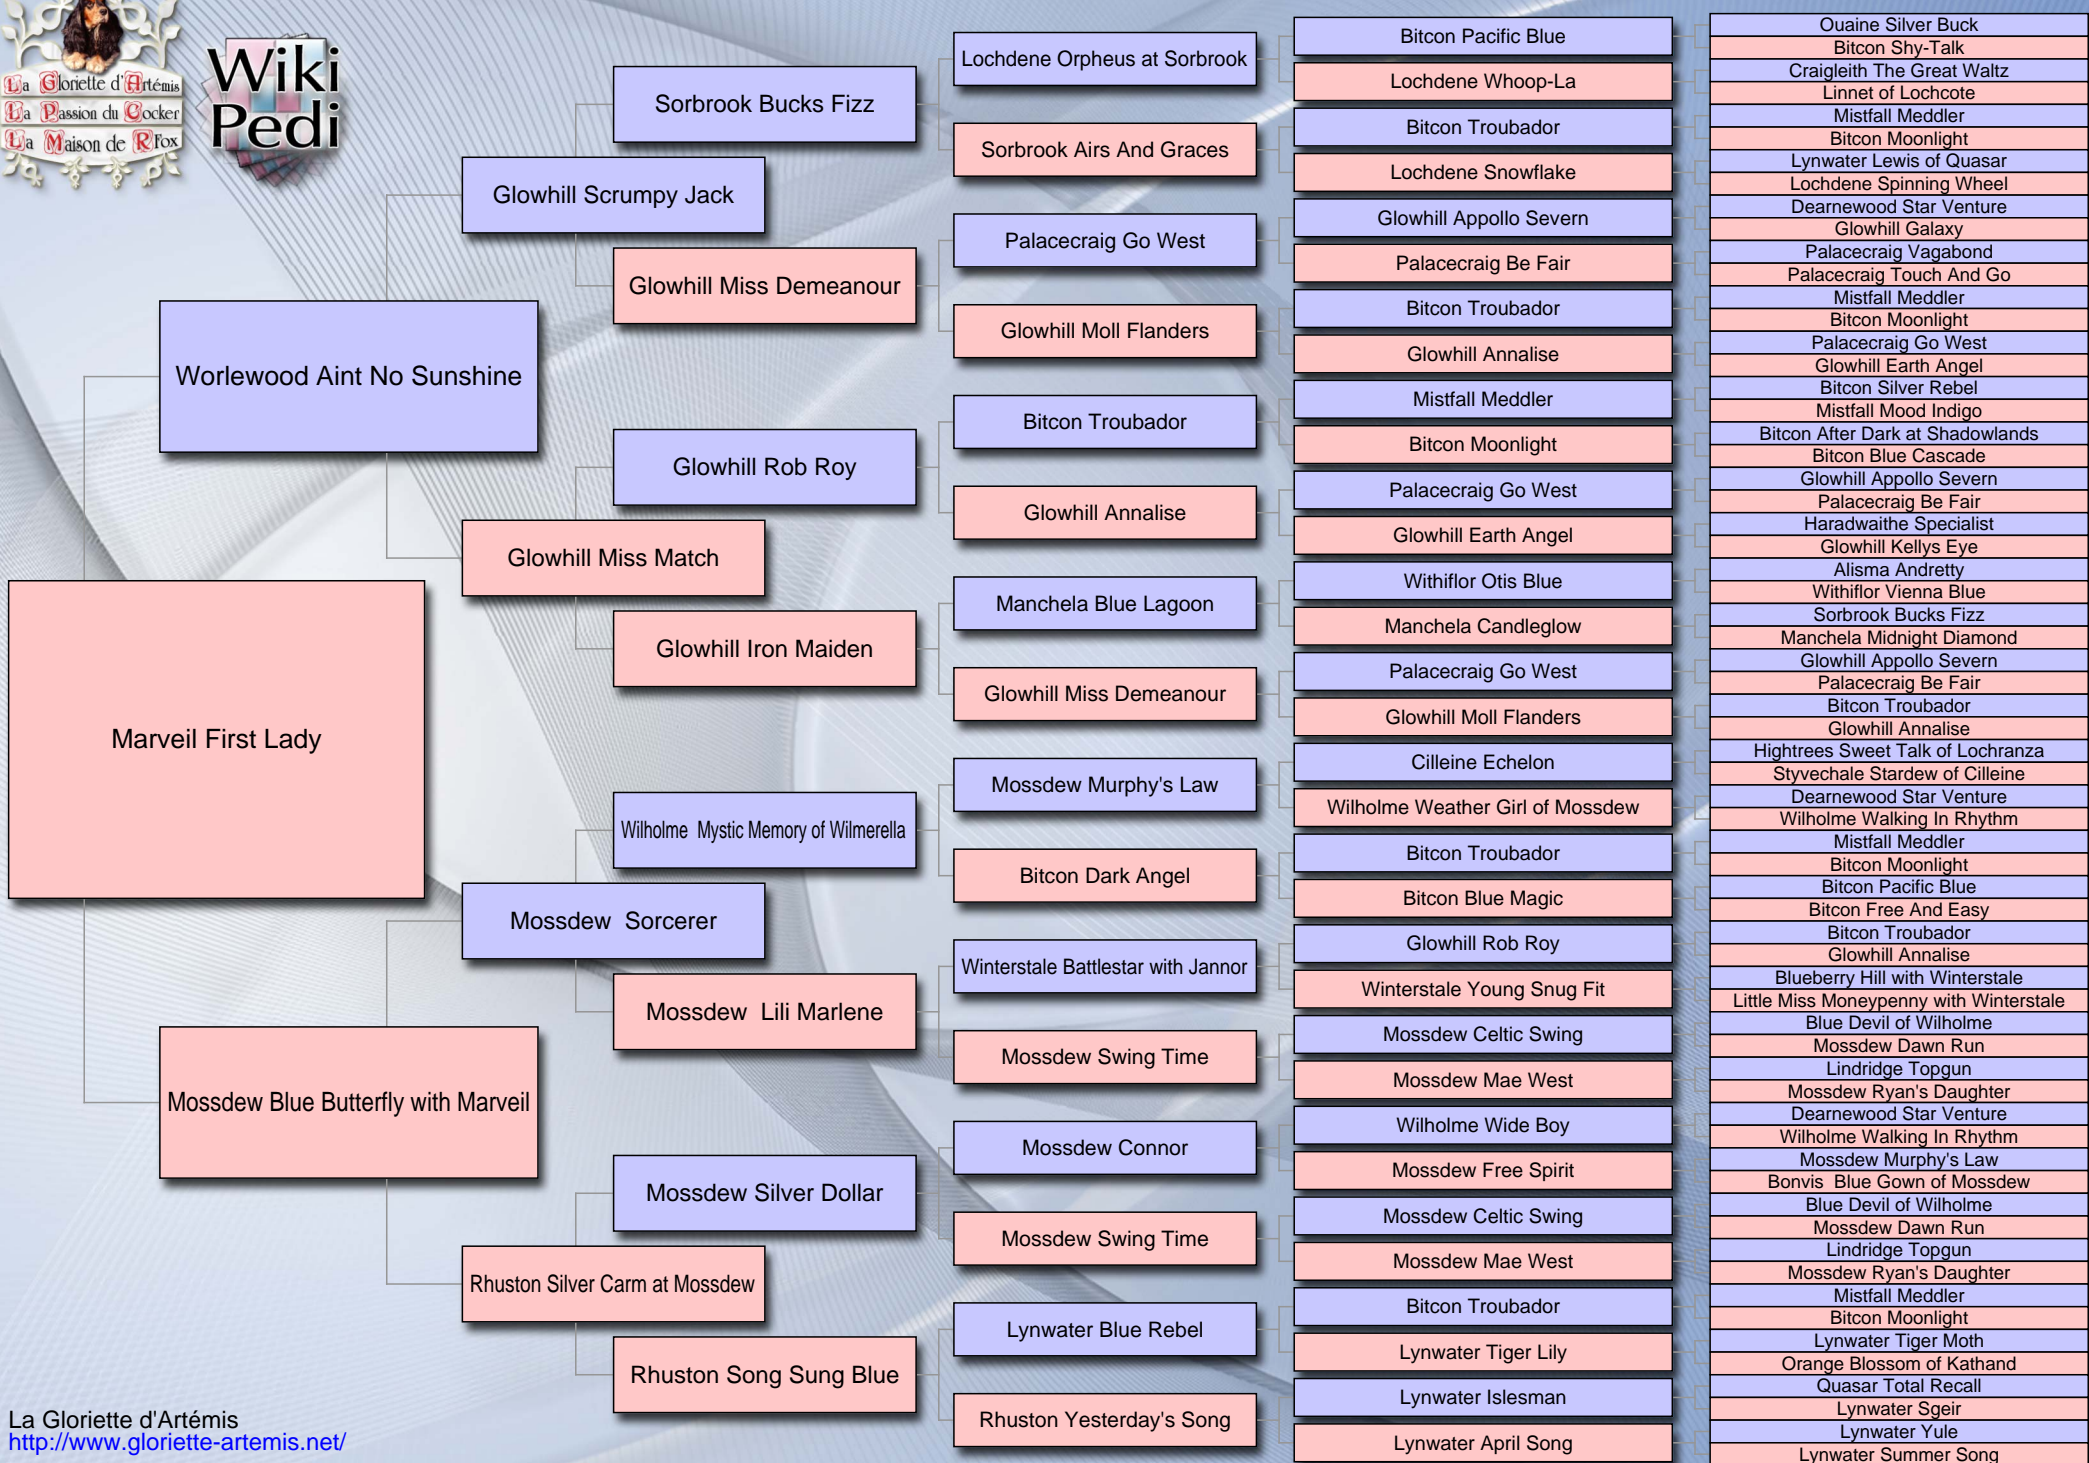 La Gloriette d'Artémis
La Passion du Cocker
La Maison de RFox
Wiki
Pedi
Marveil First Lady
Worlewood Aint No Sunshine
Mossdew Blue Butterfly with Marveil
Glowhill Scrumpy Jack
Glowhill Miss Match
Mossdew  Sorcerer
Rhuston Silver Carm at Mossdew
Sorbrook Bucks Fizz
Glowhill Miss Demeanour
Glowhill Rob Roy
Glowhill Iron Maiden
Wilholme  Mystic Memory of Wilmerella
Mossdew  Lili Marlene
Mossdew Silver Dollar
Rhuston Song Sung Blue
Lochdene Orpheus at Sorbrook
Sorbrook Airs And Graces
Palacecraig Go West
Glowhill Moll Flanders
Bitcon Troubador
Glowhill Annalise
Manchela Blue Lagoon
Glowhill Miss Demeanour
Mossdew Murphy's Law
Bitcon Dark Angel
Winterstale Battlestar with Jannor
Mossdew Swing Time
Mossdew Connor
Mossdew Swing Time
Lynwater Blue Rebel
Rhuston Yesterday's Song
Bitcon Pacific Blue
Lochdene Whoop-La
Bitcon Troubador
Lochdene Snowflake
Glowhill Appollo Severn
Palacecraig Be Fair
Bitcon Troubador
Glowhill Annalise
Mistfall Meddler
Bitcon Moonlight
Palacecraig Go West
Glowhill Earth Angel
Withiflor Otis Blue
Manchela Candleglow
Palacecraig Go West
Glowhill Moll Flanders
Cilleine Echelon
Wilholme Weather Girl of Mossdew
Bitcon Troubador
Bitcon Blue Magic
Glowhill Rob Roy
Winterstale Young Snug Fit
Mossdew Celtic Swing
Mossdew Mae West
Wilholme Wide Boy
Mossdew Free Spirit
Mossdew Celtic Swing
Mossdew Mae West
Bitcon Troubador
Lynwater Tiger Lily
Lynwater Islesman
Lynwater April Song
Ouaine Silver Buck
Bitcon Shy-Talk
Craigleith The Great Waltz
Linnet of Lochcote
Mistfall Meddler
Bitcon Moonlight
Lynwater Lewis of Quasar
Lochdene Spinning Wheel
Dearnewood Star Venture
Glowhill Galaxy
Palacecraig Vagabond
Palacecraig Touch And Go
Mistfall Meddler
Bitcon Moonlight
Palacecraig Go West
Glowhill Earth Angel
Bitcon Silver Rebel
Mistfall Mood Indigo
Bitcon After Dark at Shadowlands
Bitcon Blue Cascade
Glowhill Appollo Severn
Palacecraig Be Fair
Haradwaithe Specialist
Glowhill Kellys Eye
Alisma Andretty
Withiflor Vienna Blue
Sorbrook Bucks Fizz
Manchela Midnight Diamond
Glowhill Appollo Severn
Palacecraig Be Fair
Bitcon Troubador
Glowhill Annalise
Hightrees Sweet Talk of Lochranza
Styvechale Stardew of Cilleine
Dearnewood Star Venture
Wilholme Walking In Rhythm
Mistfall Meddler
Bitcon Moonlight
Bitcon Pacific Blue
Bitcon Free And Easy
Bitcon Troubador
Glowhill Annalise
Blueberry Hill with Winterstale
Little Miss Moneypenny with Winterstale
Blue Devil of Wilholme
Mossdew Dawn Run
Lindridge Topgun
Mossdew Ryan's Daughter
Dearnewood Star Venture
Wilholme Walking In Rhythm
Mossdew Murphy's Law
Bonvis  Blue Gown of Mossdew
Blue Devil of Wilholme
Mossdew Dawn Run
Lindridge Topgun
Mossdew Ryan's Daughter
Mistfall Meddler
Bitcon Moonlight
Lynwater Tiger Moth
Orange Blossom of Kathand
Quasar Total Recall
Lynwater Sgeir
Lynwater Yule
Lynwater Summer Song
La Gloriette d'Artémis
http://www.gloriette-artemis.net/